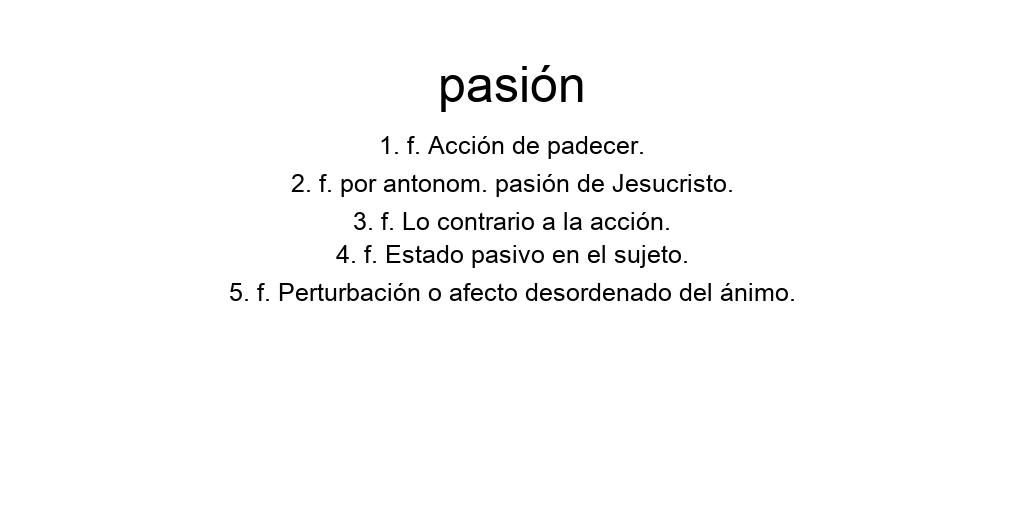 pasión
1. f. Acción de padecer.
2. f. por antonom. pasión de Jesucristo.
3. f. Lo contrario a la acción.
4. f. Estado pasivo en el sujeto.
5. f. Perturbación o afecto desordenado del ánimo.